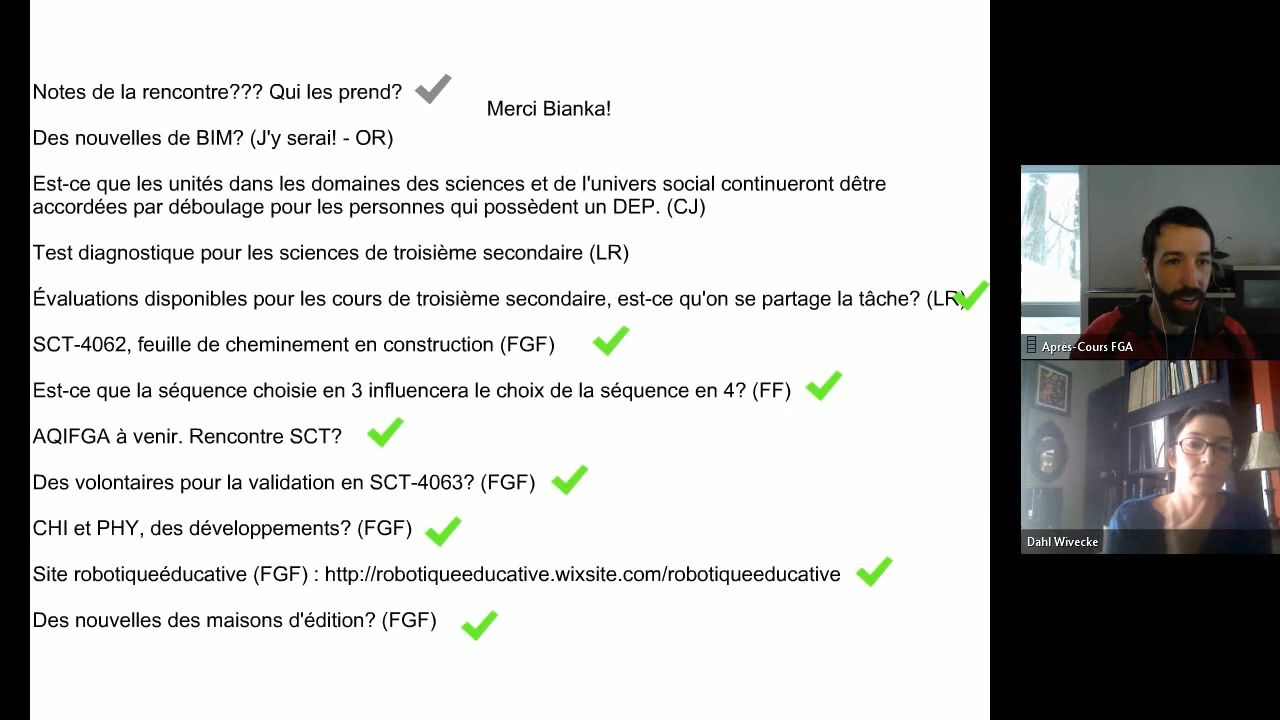 Notes de la rencontre??? Qui les prend?
Merci Bianka!
Des nouvelles de BIM? (J'y serai! - OR)
Est-ce que les unités dans les domaines des sciences et de l'univers social continueront dêtre
accordées par déboulage pour les personnes qui possèdent un DEP. (CJ)
Test diagnostique pour les sciences de troisième secondaire (LR)
Évaluations disponibles pour les cours de troisième secondaire, est-ce qu'on se partage la tâche? (LR)
SCT-4062, feuille de cheminement en construction (FGF)
Est-ce que la séquence choisie en 3 influencera le choix de la séquence en 4? (FF)
AQIFGA à venir. Rencontre SCT?
Des volontaires pour la validation en SCT-4063? (FGF)
CHI et PHY, des développements? (FGF)
Site robotiqueéducative (FGF) : http://robotiqueeducative.wixsite.com/robotiqueeducative
Des nouvelles des maisons d'édition? (FGF)
Après-Cours FGA
Dahl Wivecke